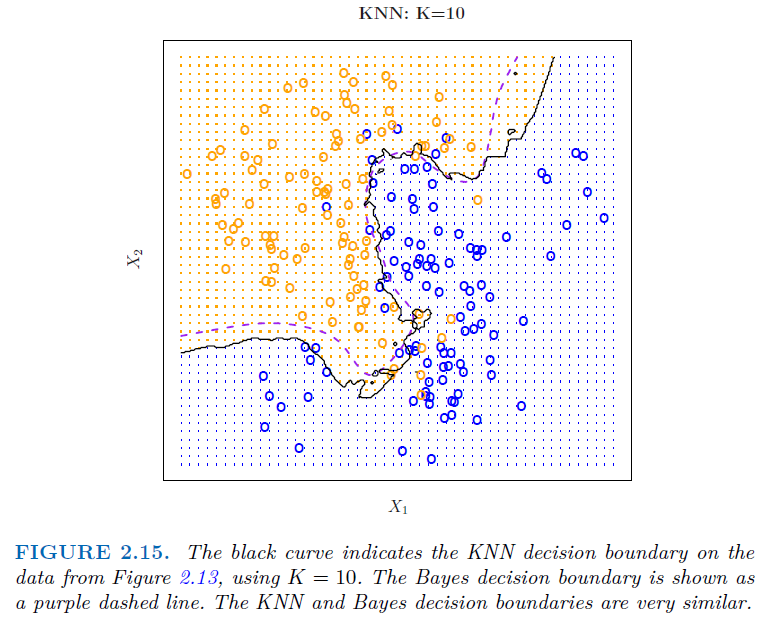 KNN: K=10
X₂
X₁
FIGURE 2.15. The black curve indicates the KNN decision boundary on the
data from Figure 2.13, using K = 10. The Bayes decision boundary is shown as
a purple dashed line. The KNN and Bayes decision boundaries are very similar.